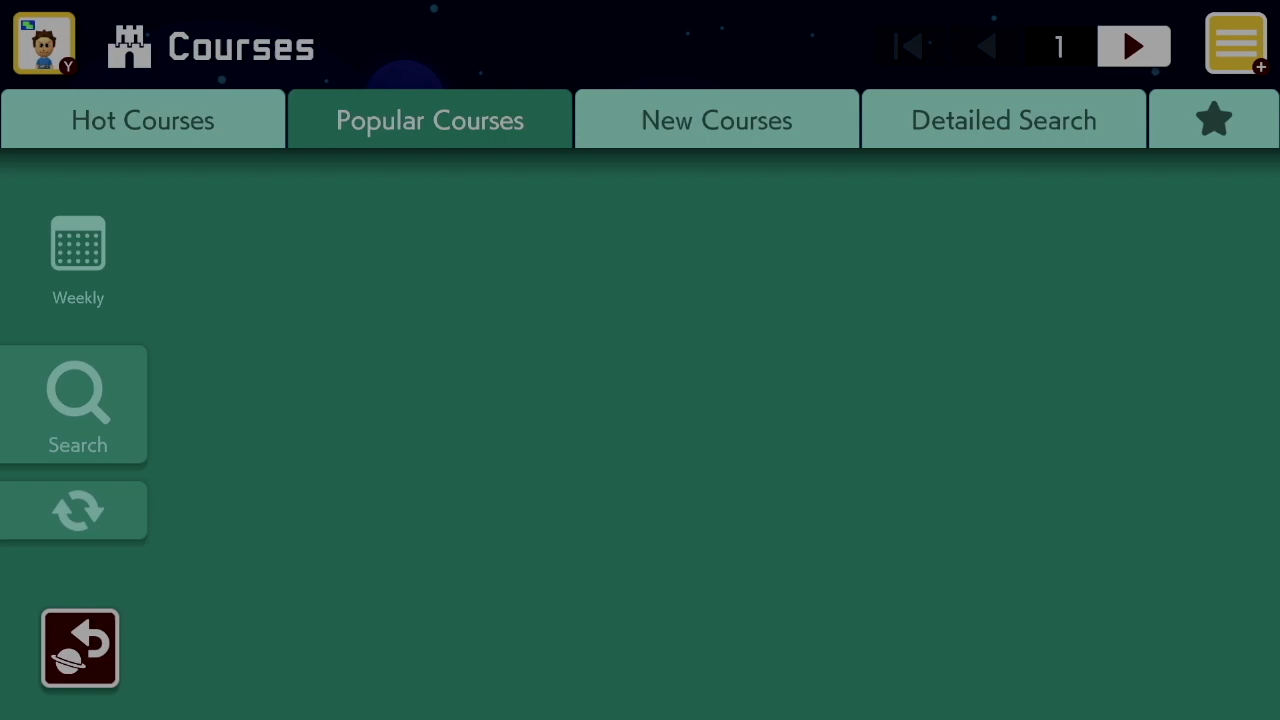 Y
Courses
1
+
Hot Courses
Popular Courses
New Courses
Detailed Search
Weekly
Search